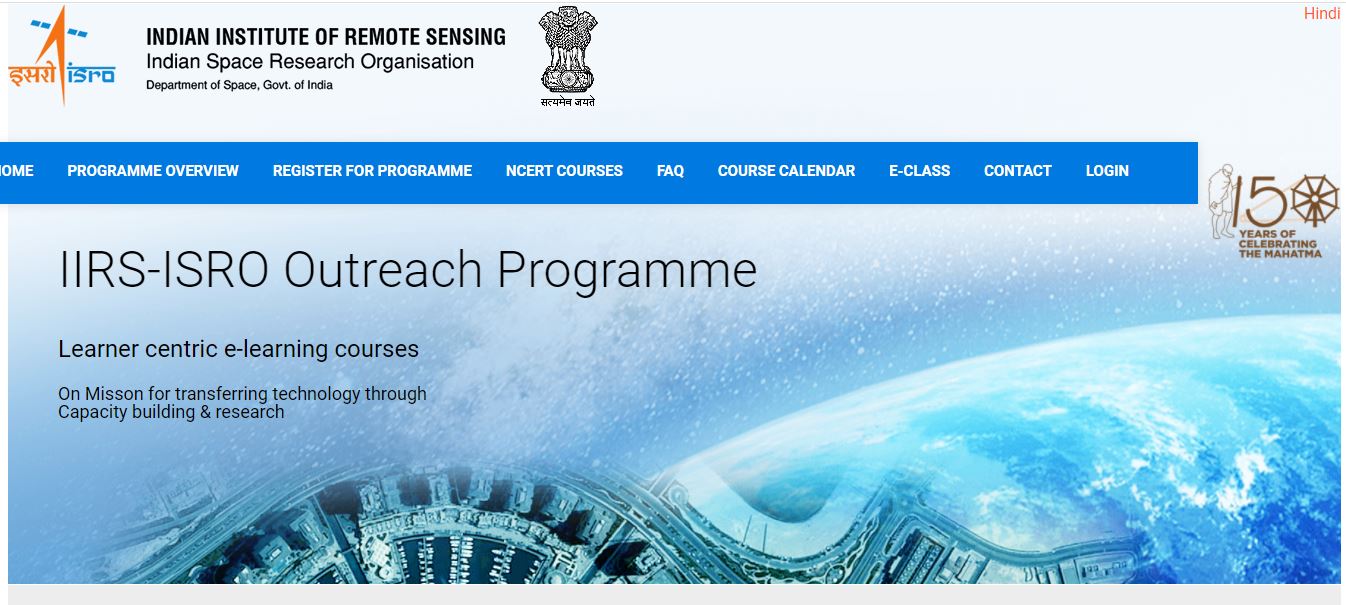 इसरो isro
INDIAN INSTITUTE OF REMOTE SENSING
Indian Space Research Organisation
Department of Space, Govt. of India
सत्यमेव जयते
Hindi
OME PROGRAMME OVERVIEW REGISTER FOR PROGRAMME NCERT COURSES FAQ COURSE CALENDAR E-CLASS CONTACT LOGIN
150
YEARS OF
CELEBRATING
THE MAHATMA
IIRS-ISRO Outreach Programme
Learner centric e-learning courses
On Misson for transferring technology through
Capacity building & research